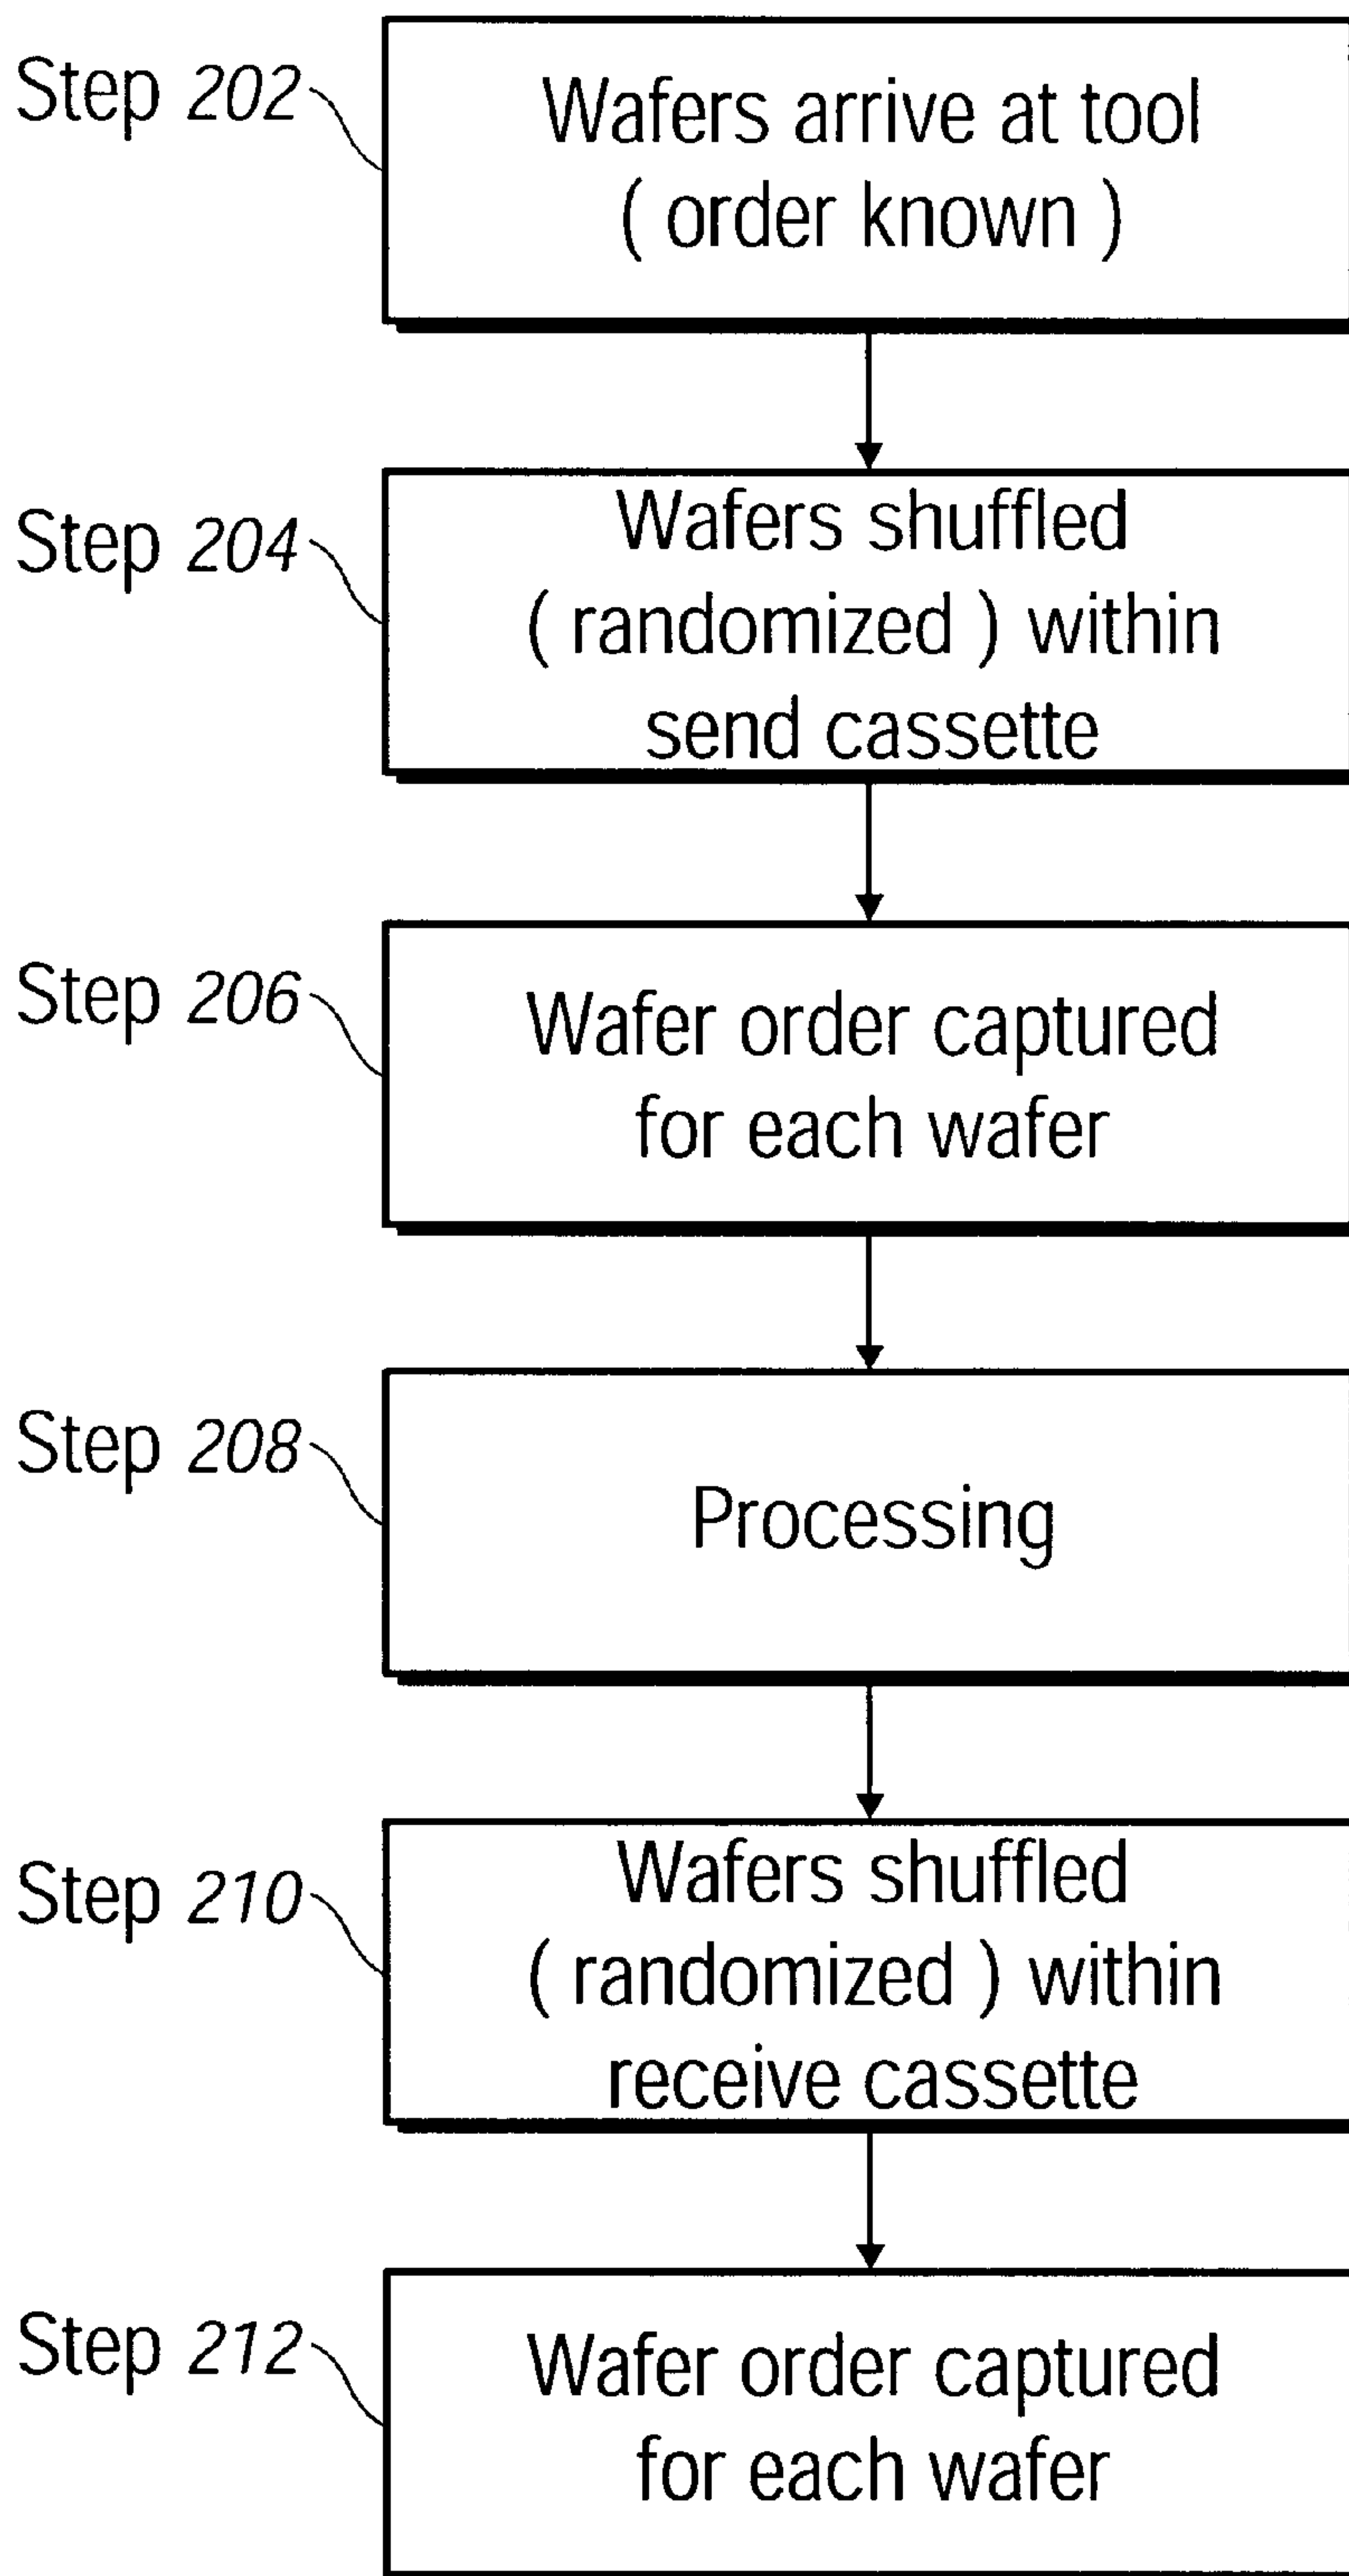 Step 202
Wafers arrive at tool
( order known )
Step 204
Wafers shuffled
( randomized ) within
send cassette
Step 206
Wafer order captured
for each wafer
Step 208
Processing
Step 210
Wafers shuffled
( randomized ) within
receive cassette
Step 212
Wafer order captured
for each wafer